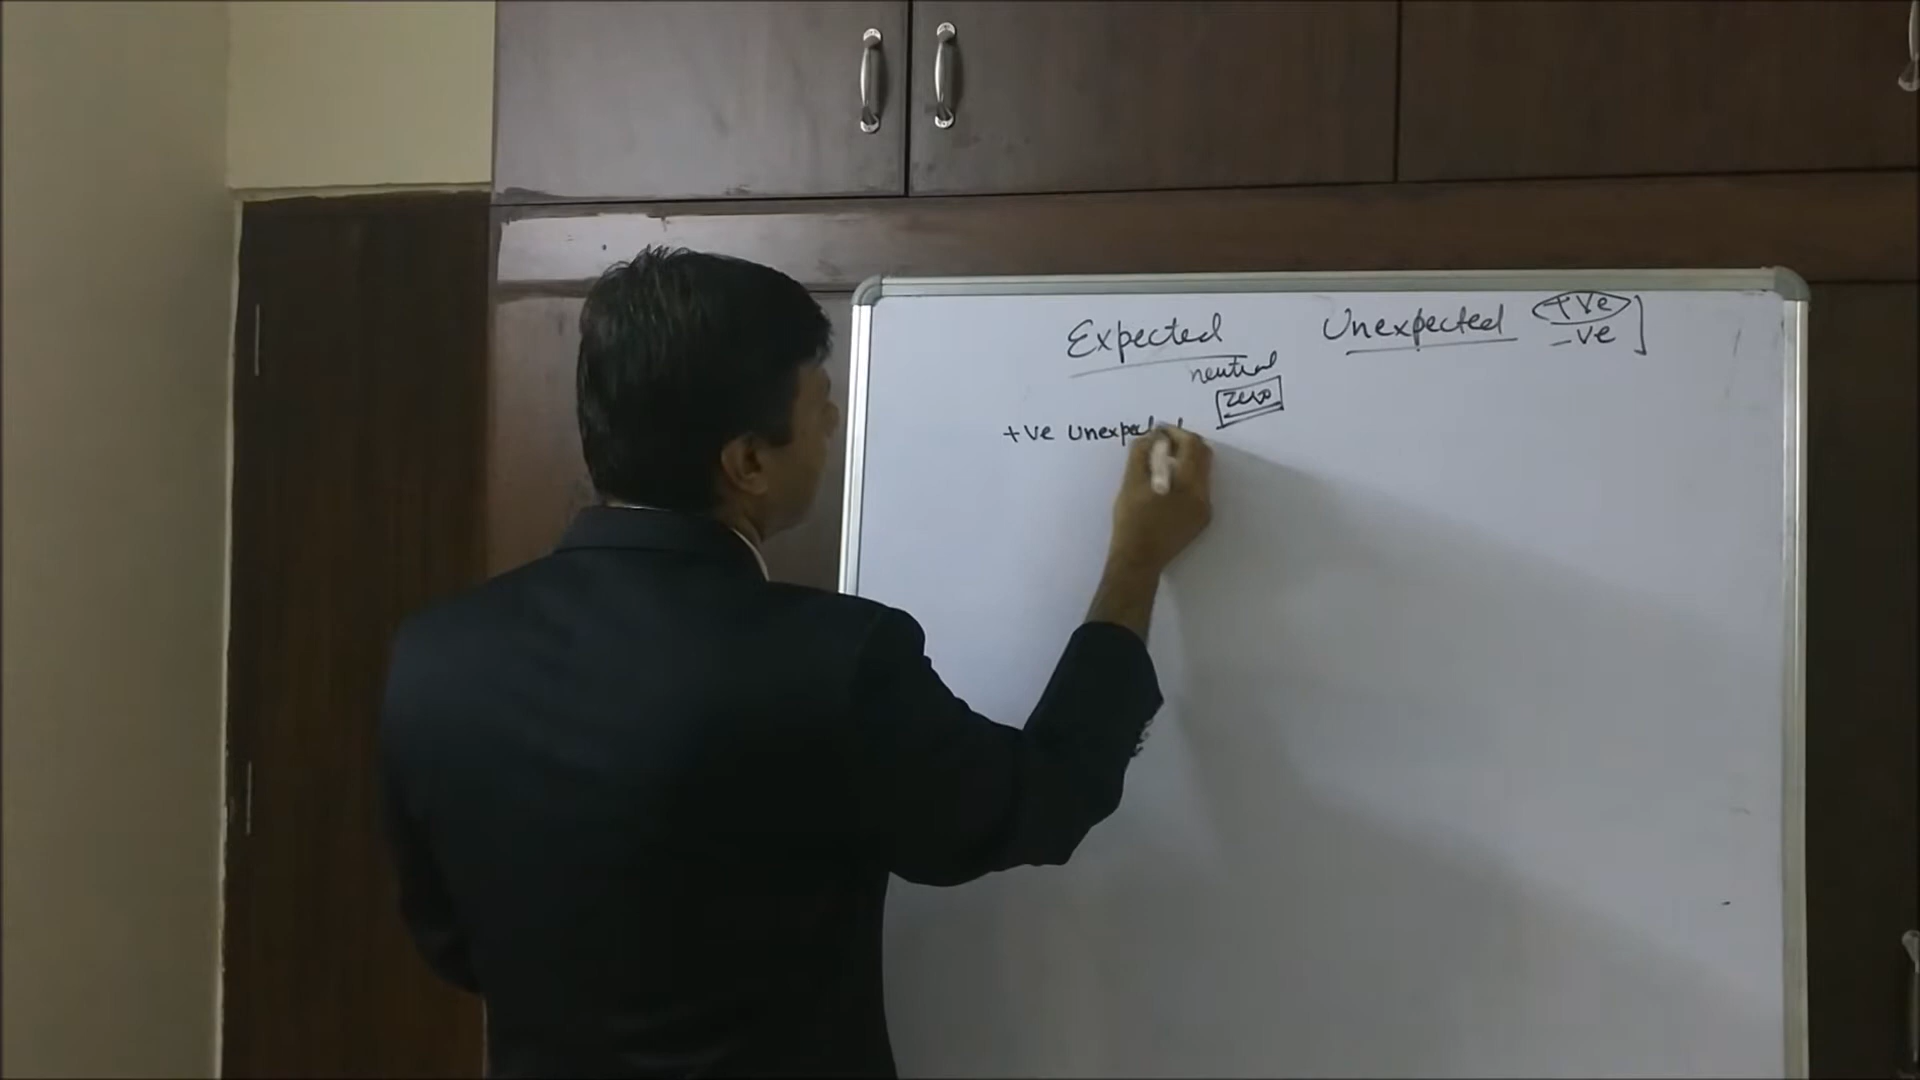 Expected Unexpected +ve
-ve
neutral
zero
+ve unexpected